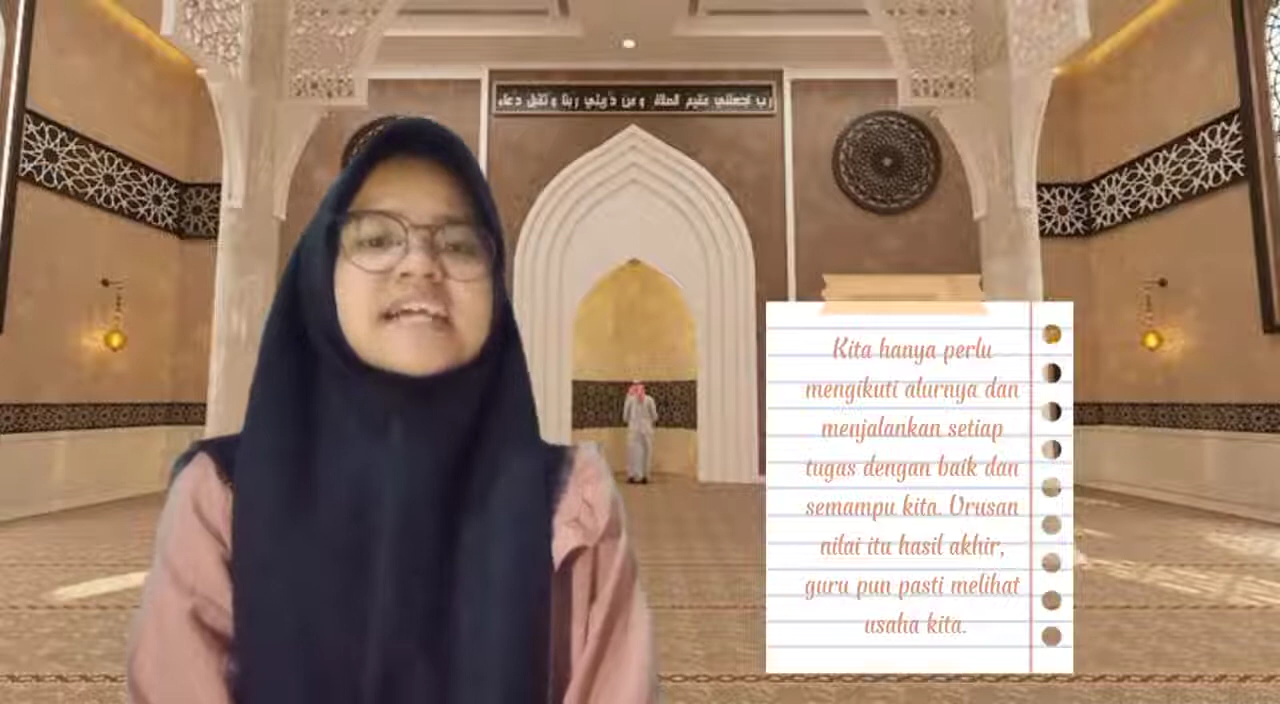 رب اجعلني مقيم الصلاة ومن ذريتي ربنا وتقبل دعاء
Kita hanya perlu
mengikuti alurnya dan
menjalankan setiap
tugas dengan baik dan
semampu kita. Urusan
nilai itu hasil akhir,
guru pun pasti melihat
usaha kita.